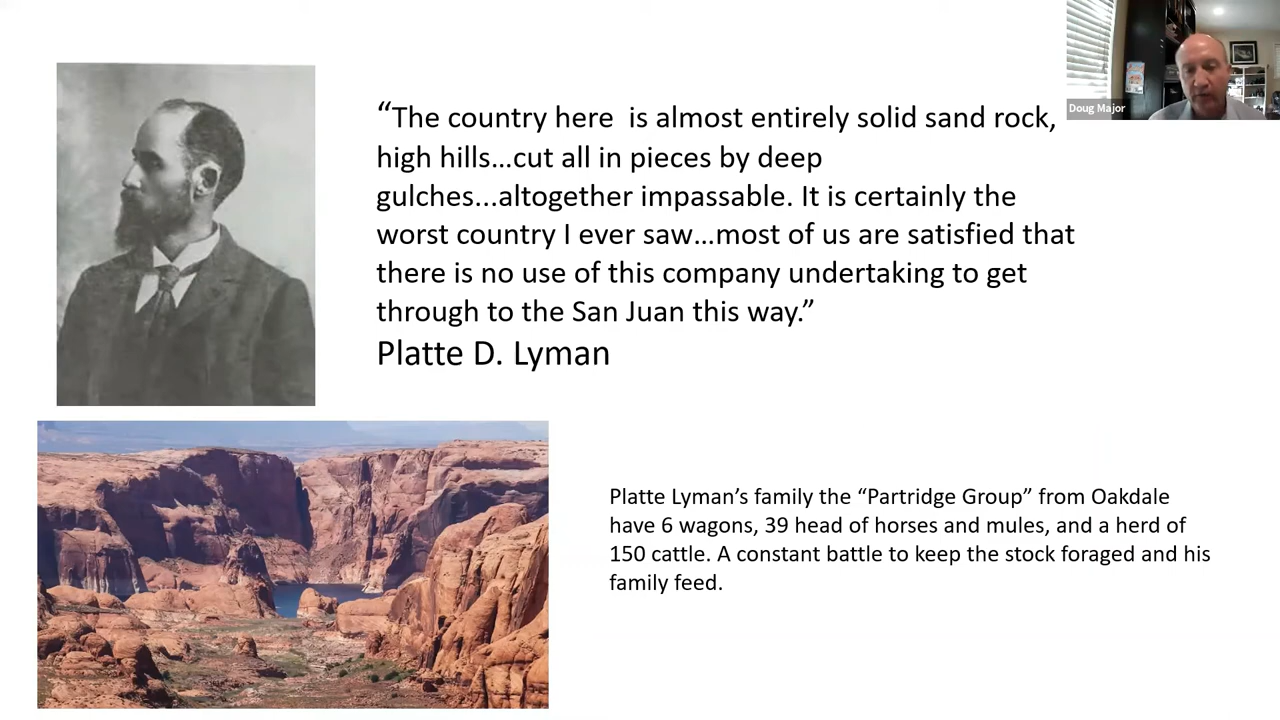 “The country here  is almost entirely solid sand rock,
high hills...cut all in pieces by deep
gulches...altogether impassable. It is certainly the
worst country I ever saw...most of us are satisfied that
there is no use of this company undertaking to get
through to the San Juan this way.”
Platte D. Lyman
Doug Major
Platte Lyman’s family the “Partridge Group” from Oakdale
have 6 wagons, 39 head of horses and mules, and a herd of
150 cattle. A constant battle to keep the stock foraged and his
family feed.